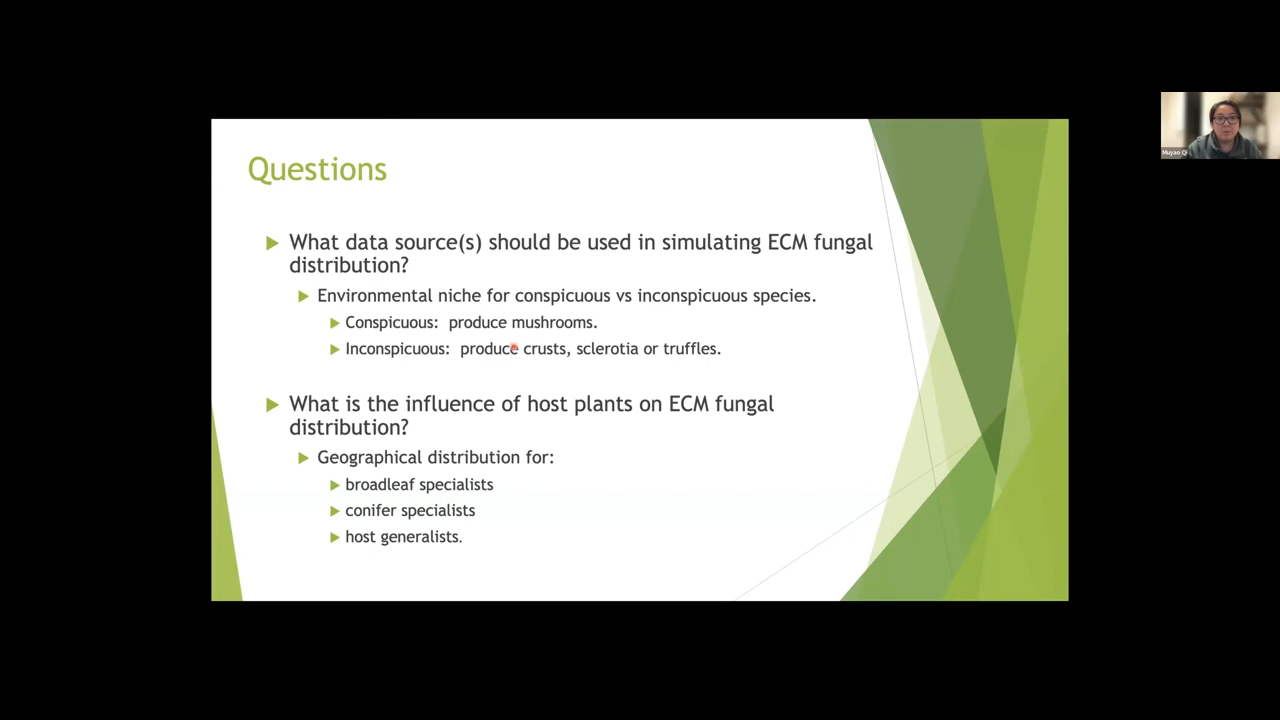 Questions
What data source(s) should be used in simulating ECM fungal
distribution?
Environmental niche for conspicuous vs inconspicuous species.
Conspicuous: produce mushrooms.
Inconspicuous: produce crusts, sclerotia or truffles.
What is the influence of host plants on ECM fungal
distribution?
Geographical distribution for:
broadleaf specialists
conifer specialists
host generalists.
Muyao Qi